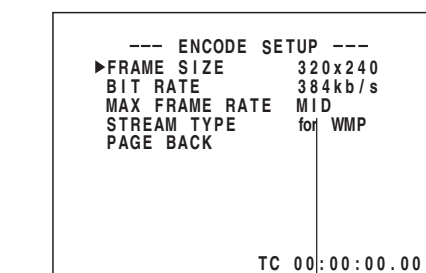 --- ENCODE SETUP ---
▶FRAME SIZE 320x240
BIT RATE 384kb/s
MAX FRAME RATE MID
STREAM TYPE for WMP
PAGE BACK
TC 00:00:00.00